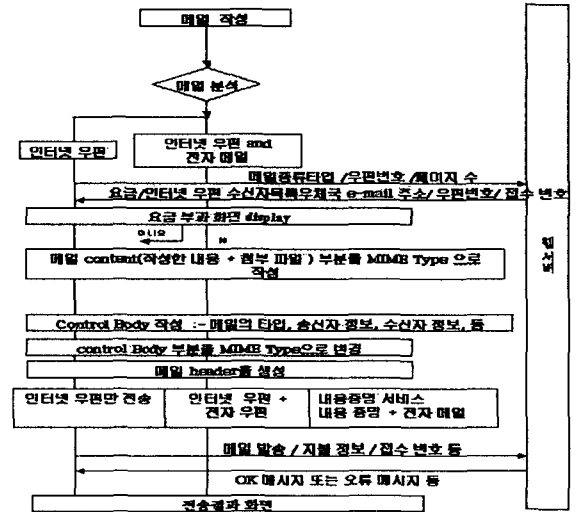 메일 작성
메일 분석
인터넷 우편
인터넷 우편 and
전자 메일
메일종류타입 /우편번호 /페이지 수
요금/인터넷 우편 수신자목록우체국 e-mail 주소/ 우편번호/ 접수 번호
요금 부과 화면 display
아니오
예
메일 content(작성한 내용 + 첨부 파일 ) 부분를 MIME Type 으로
작성
Control Body 작성 :- 메일의 타입, 송신자 정보, 수신자 정보, 등
control Body 부분를 MIME Type으로 변경
메일 header를 생성
인터넷 우편만 전송
인터넷 우편 +
전자 우편
내용증명 서비스
내용 증명 + 전자 메일
메일 발송 / 지불 정보 / 접수 번호 등
OK 메시지 또는 오류 메시지 등
전송결과 화면